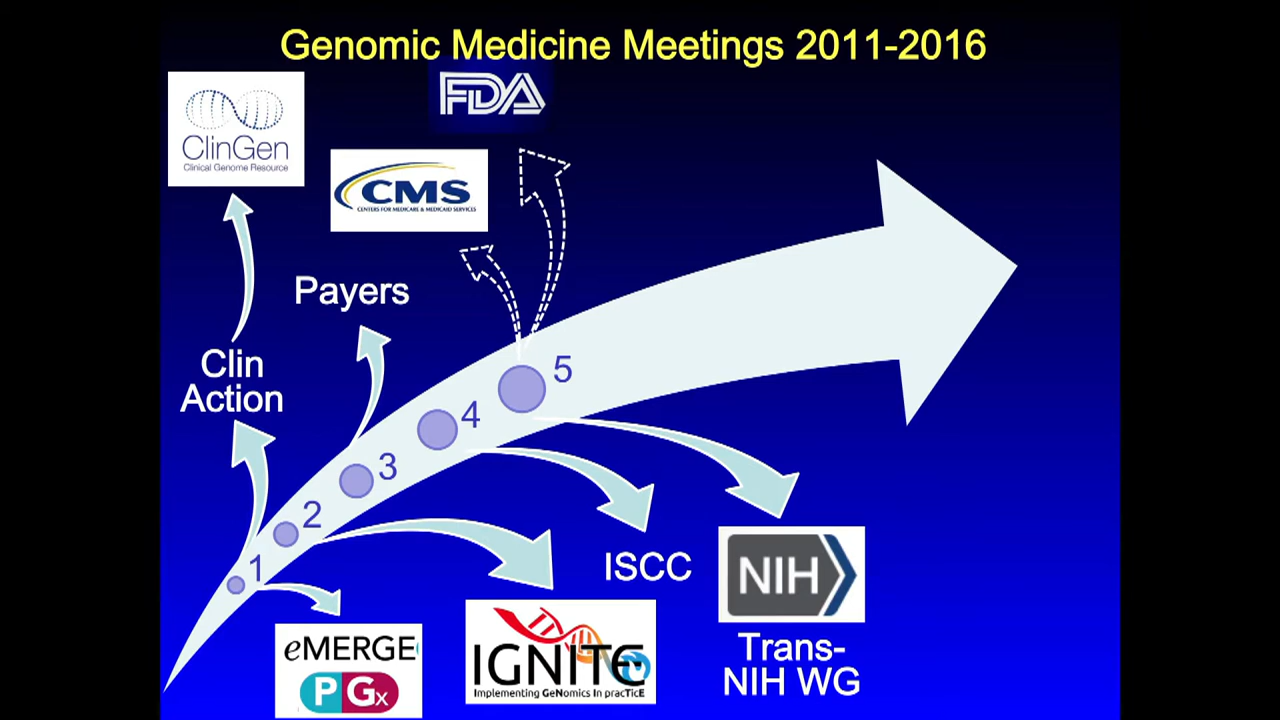 Genomic Medicine Meetings 2011-2016
FDA
ClinGen
Clinical Genome Resource
CMS
CENTERS FOR MEDICARE & MEDICAID SERVICES
Payers
Clin
Action
5
4
3
2
1
ISCC
NIH
Trans-
NIH WG
eMERGE
PGx
IGNITE
Implementing GeNomics In pracTicE